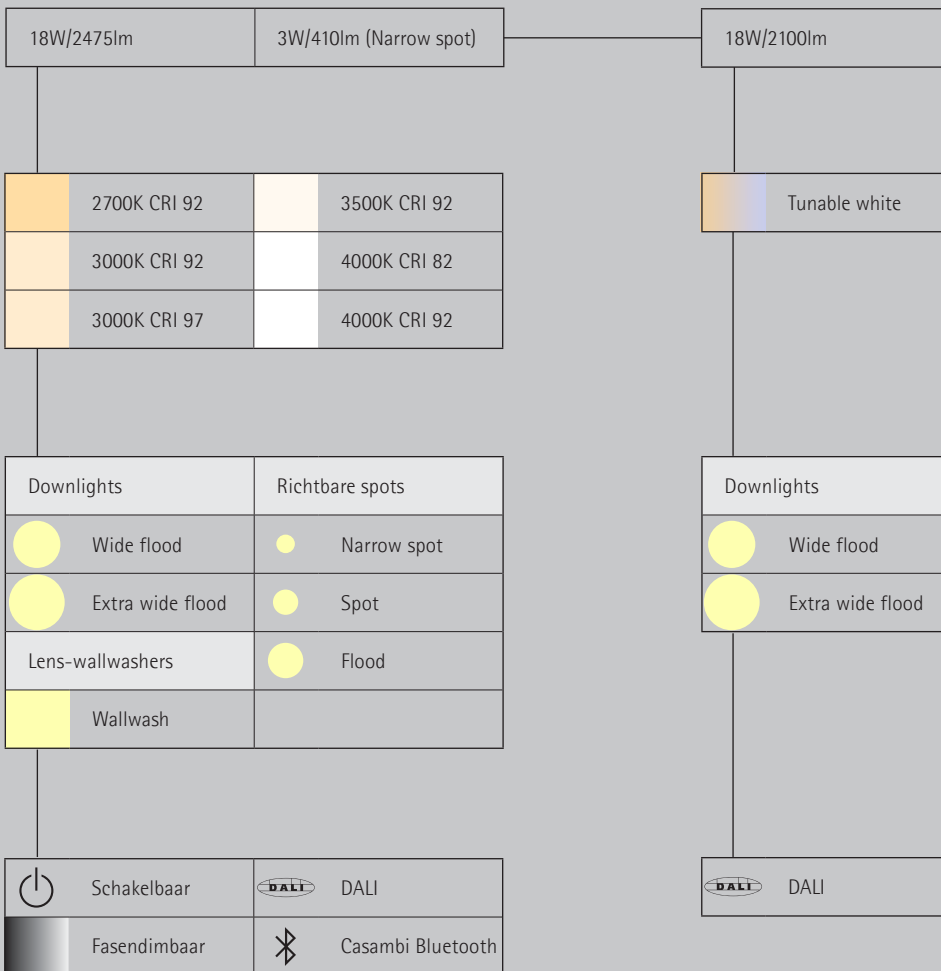 18W/2475lm
3W/410lm (Narrow spot)
18W/2100lm
2700K CRI 92
3500K CRI 92
Tunable white
3000K CRI 92
4000K CRI 82
3000K CRI 97
4000K CRI 92
Downlights
Richtbare spots
Downlights
Wide flood
Narrow spot
Wide flood
Extra wide flood
Spot
Extra wide flood
Lens-wallwashers
Flood
Wallwash
Schakelbaar
DALI
DALI
DALI
DALI
Fasendimbaar
Casambi Bluetooth